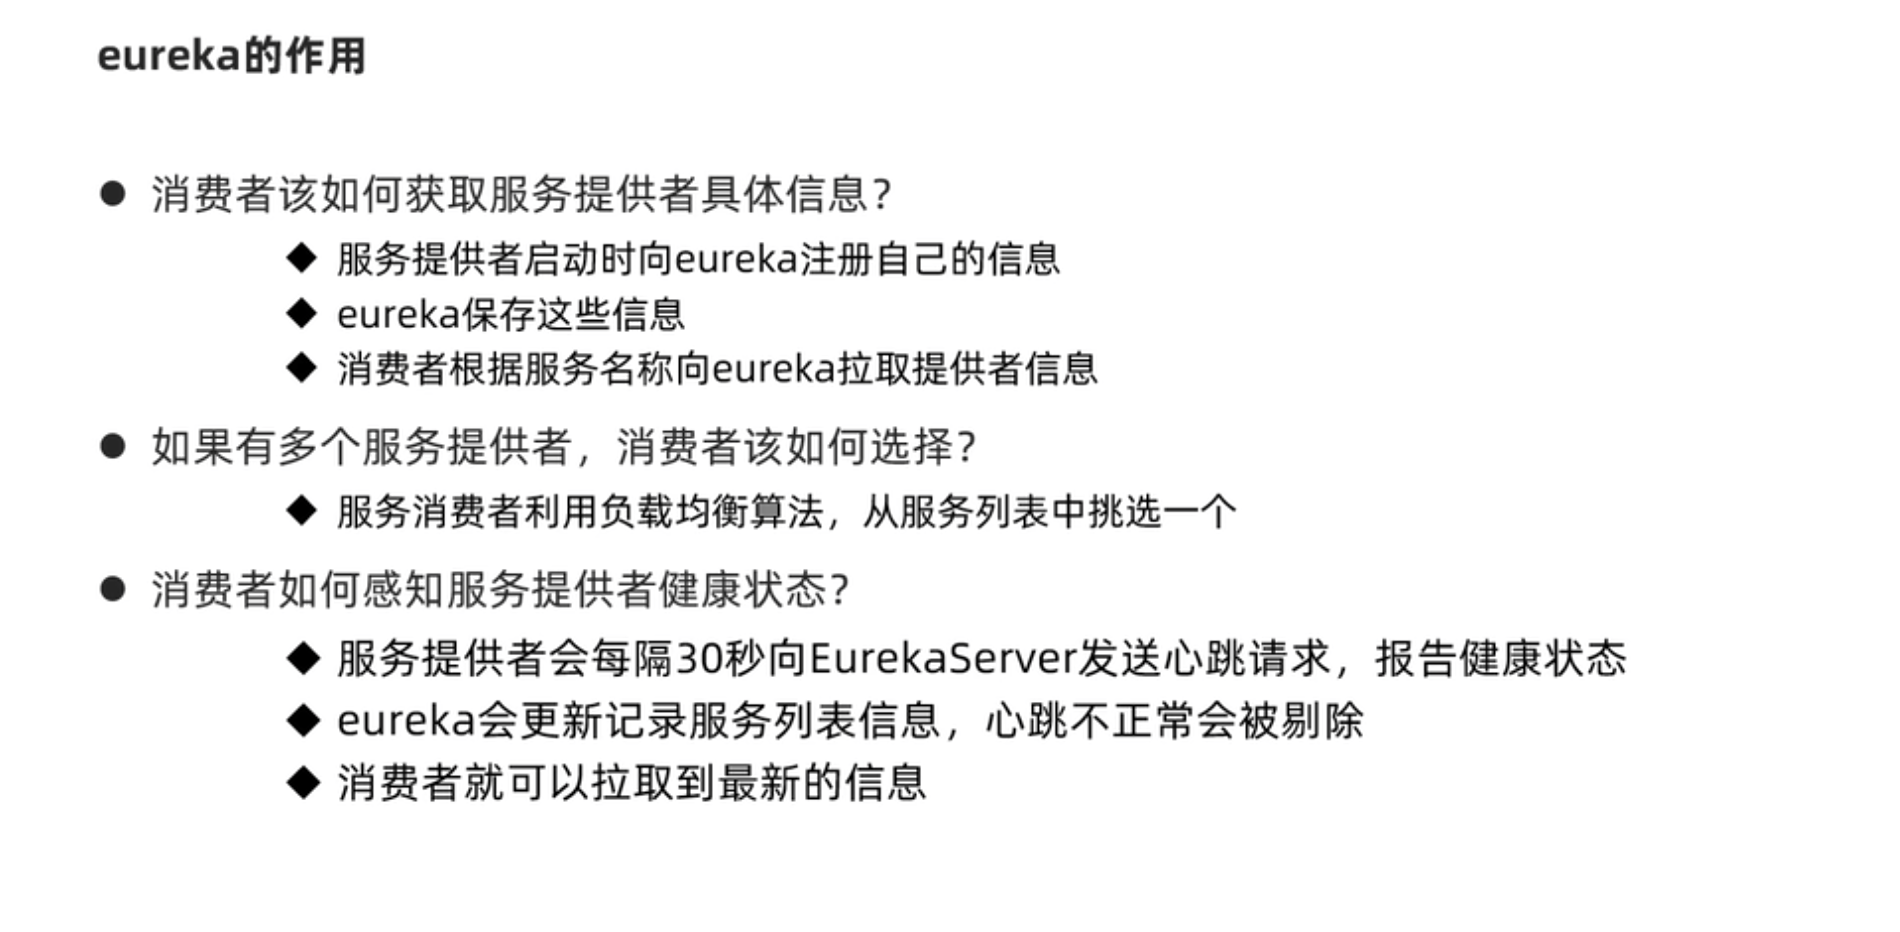 eureka的作用
● 消费者该如何获取服务提供者具体信息？
◆ 服务提供者启动时向eureka注册自己的信息
◆ eureka保存这些信息
◆ 消费者根据服务名称向eureka拉取提供者信息
● 如果有多个服务提供者，消费者该如何选择？
◆ 服务消费者利用负载均衡算法，从服务列表中挑选一个
● 消费者如何感知服务提供者健康状态？
◆ 服务提供者会每隔30秒向EurekaServer发送心跳请求，报告健康状态
◆ eureka会更新记录服务列表信息，心跳不正常会被剔除
◆ 消费者就可以拉取到最新的信息